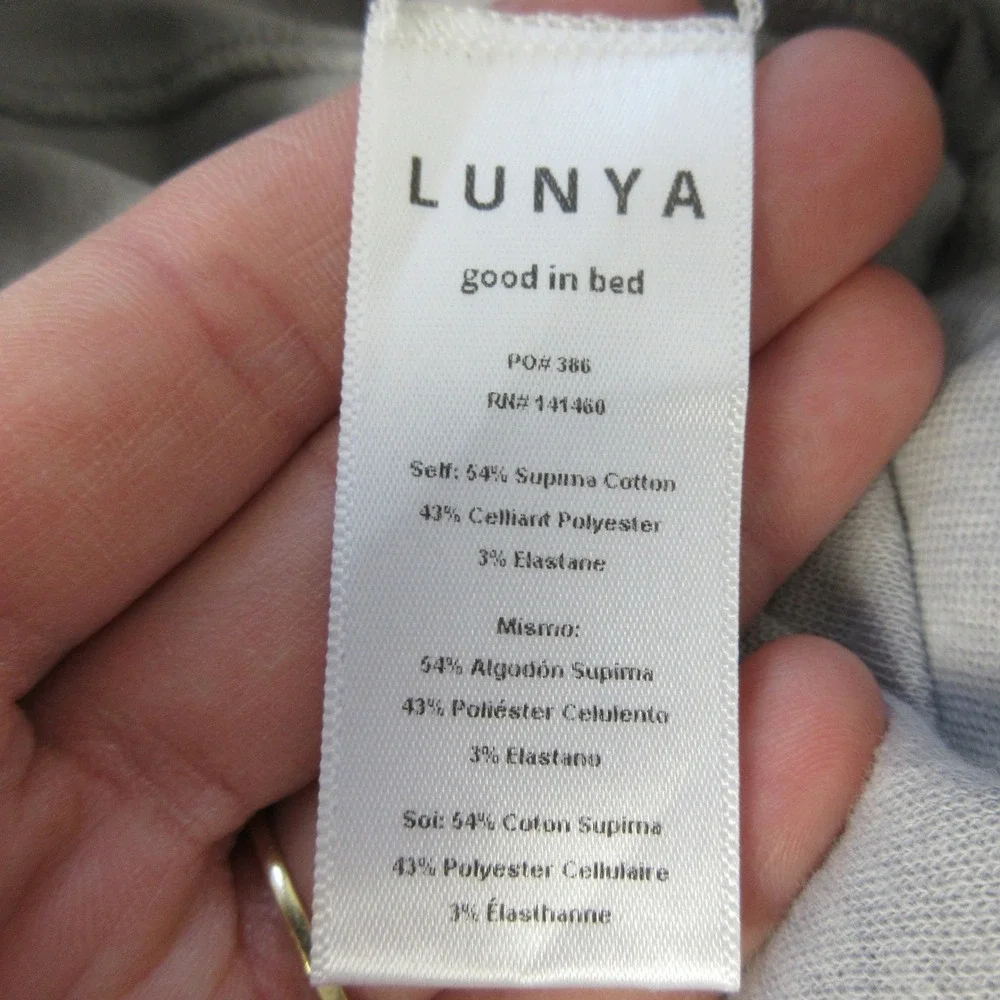 LUNYA
good in bed
PO# 386
RN# 141460
Self: 54% Supima Cotton
43% Celliant Polyester
3% Elastane
Mismo:
54% Algodón Supima
43% Poliéster Celulento
3% Elastano
Soi: 54% Coton Supima
43% Polyester Cellulaire
3% Élasthanne